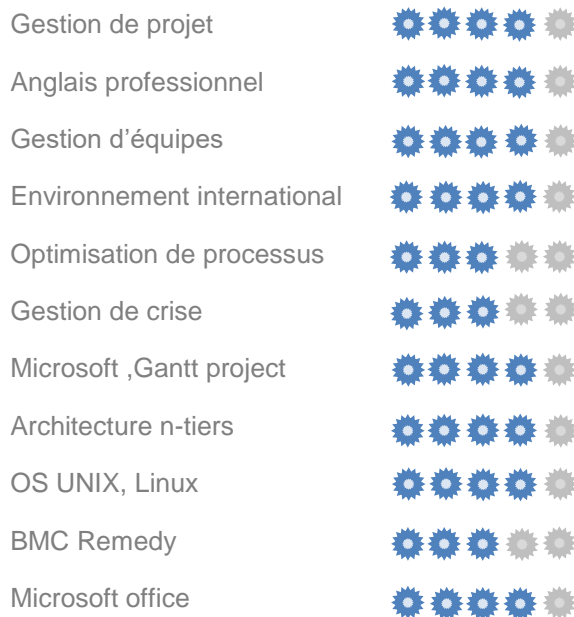 Gestion de projet
Anglais professionnel
Gestion d’équipes
Environnement international
Optimisation de processus
Gestion de crise
Microsoft ,Gantt project
Architecture n-tiers
OS UNIX, Linux
BMC Remedy
Microsoft office